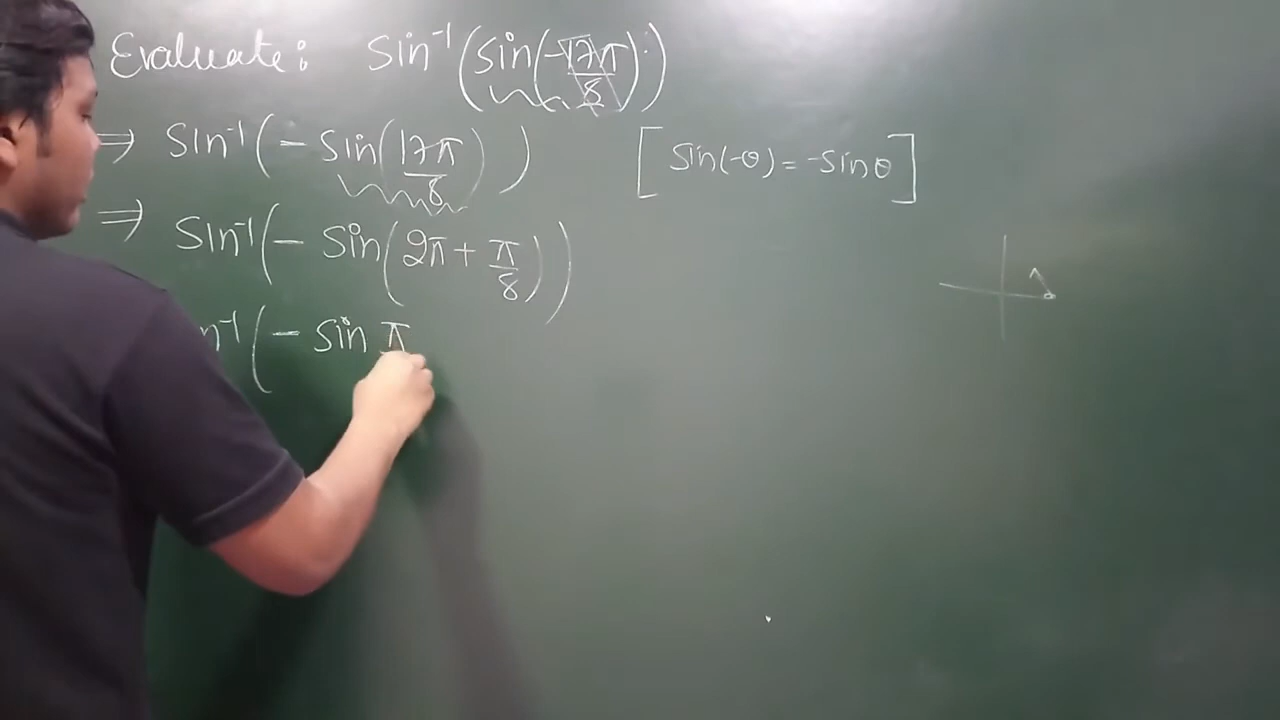 Evaluate: Sin⁻¹(Sin(-17π/8))
⇒ Sin⁻¹(-Sin(17π/8)) [Sin(-θ) = -Sinθ]
⇒ Sin⁻¹(-Sin(2π + π/8))
n⁻¹(-Sin π